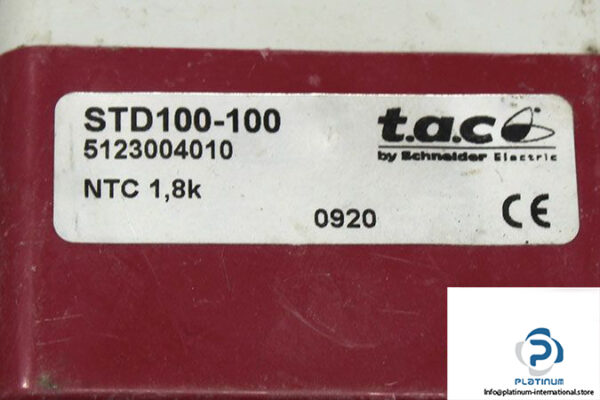 STD100-100
5123004010
NTC 1,8k
0920
t.a.c
by Schneider Electric
CE
P
PLATINUM
Info@platinum-international.store